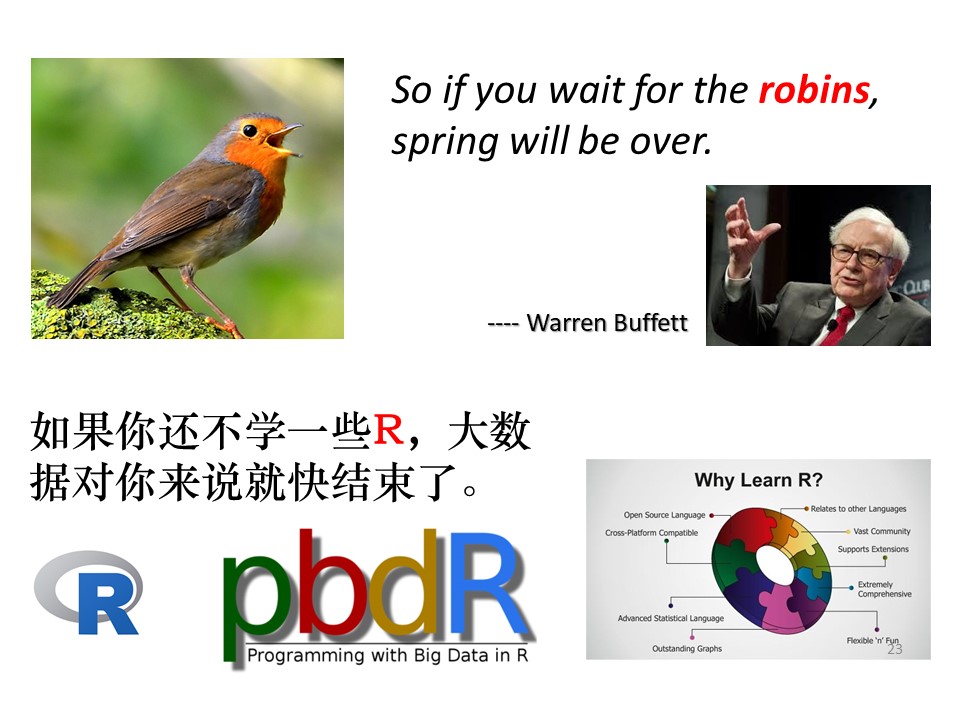 So if you wait for the robins,
spring will be over.
---- Warren Buffett
如果你还不学一些R，大数
据对你来说就快结束了。
R
pbdR
Programming with Big Data in R
Why Learn R?
Open Source Language
Relates to other Languages
Cross-Platform Compatible
Vast Community
Supports Extensions
Extremely
Comprehensive
Advanced Statistical Language
Flexible 'n' Fun
Outstanding Graphs
23